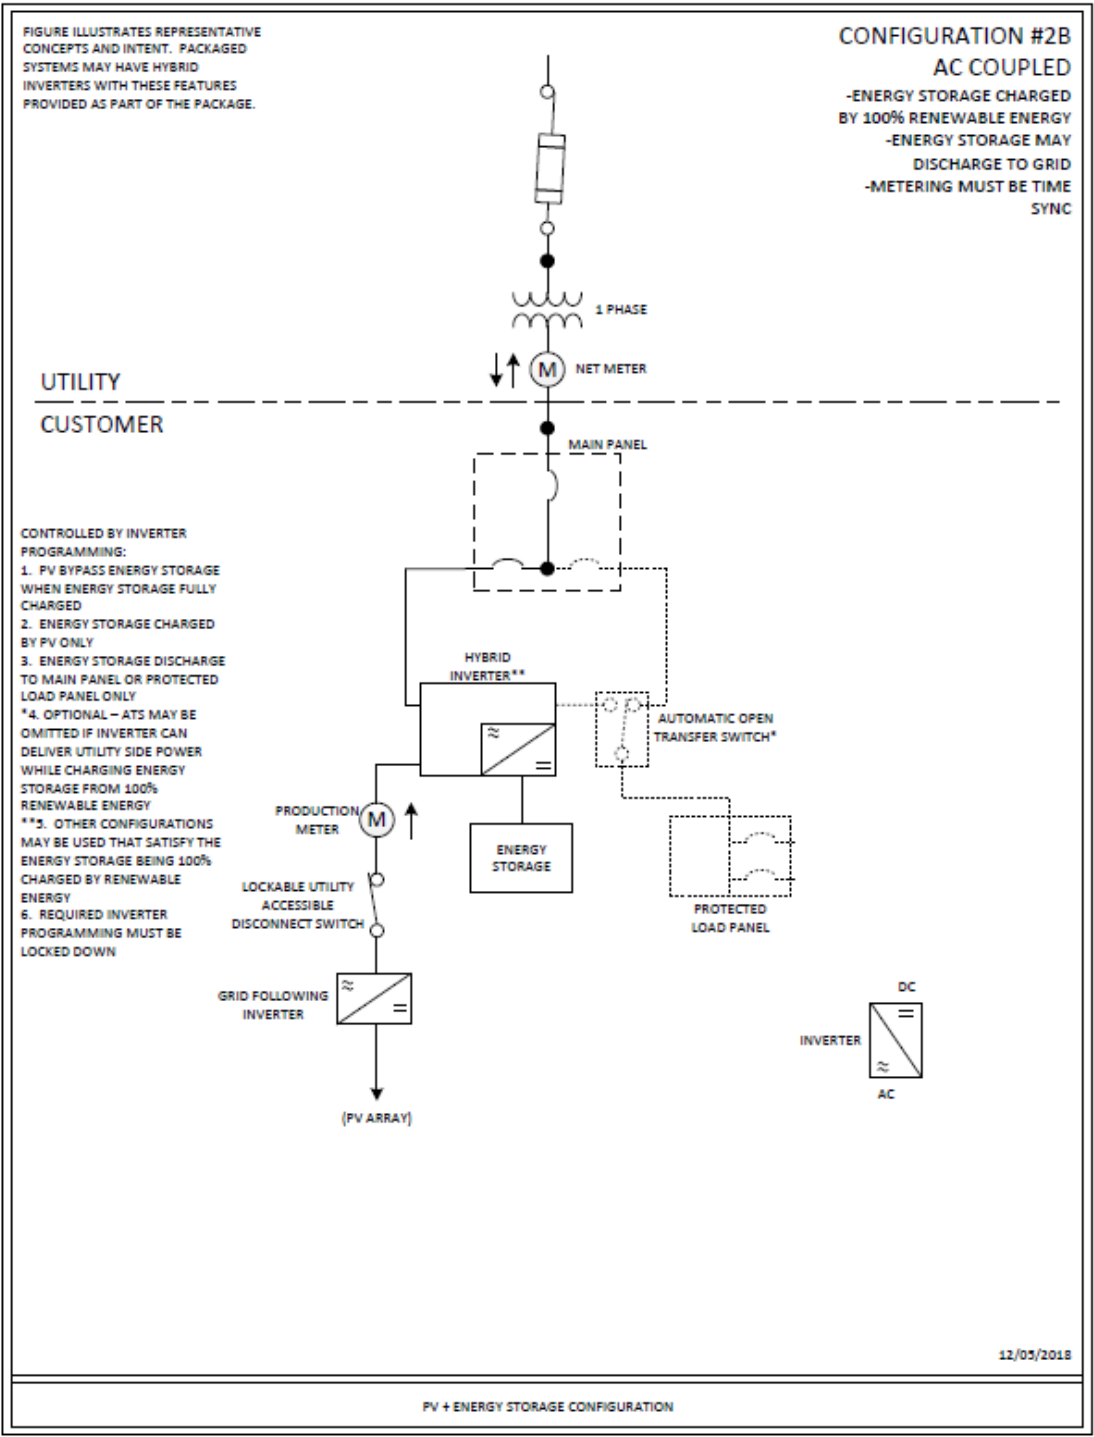 FIGURE ILLUSTRATES REPRESENTATIVE
CONCEPTS AND INTENT.  PACKAGED
SYSTEMS MAY HAVE HYBRID
INVERTERS WITH THESE FEATURES
PROVIDED AS PART OF THE PACKAGE.
CONFIGURATION #2B
AC COUPLED
-ENERGY STORAGE CHARGED
BY 100% RENEWABLE ENERGY
-ENERGY STORAGE MAY
DISCHARGE TO GRID
-METERING MUST BE TIME
SYNC
1 PHASE
M
NET METER
UTILITY
CUSTOMER
MAIN PANEL
CONTROLLED BY INVERTER
PROGRAMMING:
1.  PV BYPASS ENERGY STORAGE
WHEN ENERGY STORAGE FULLY
CHARGED
2.  ENERGY STORAGE CHARGED
BY PV ONLY
3.  ENERGY STORAGE DISCHARGE
TO MAIN PANEL OR PROTECTED
LOAD PANEL ONLY
*4. OPTIONAL – ATS MAY BE
OMITTED IF INVERTER CAN
DELIVER UTILITY SIDE POWER
WHILE CHARGING ENERGY
STORAGE FROM 100%
RENEWABLE ENERGY
**5.  OTHER CONFIGURATIONS
MAY BE USED THAT SATISFY THE
ENERGY STORAGE BEING 100%
CHARGED BY RENEWABLE
ENERGY
6.  REQUIRED INVERTER
PROGRAMMING MUST BE
LOCKED DOWN
HYBRID
INVERTER**
AUTOMATIC OPEN
TRANSFER SWITCH*
PRODUCTION
METER
M
ENERGY
STORAGE
LOCKABLE UTILITY
ACCESSIBLE
DISCONNECT SWITCH
PROTECTED
LOAD PANEL
GRID FOLLOWING
INVERTER
(PV ARRAY)
DC
INVERTER
AC
12/05/2018
PV + ENERGY STORAGE CONFIGURATION